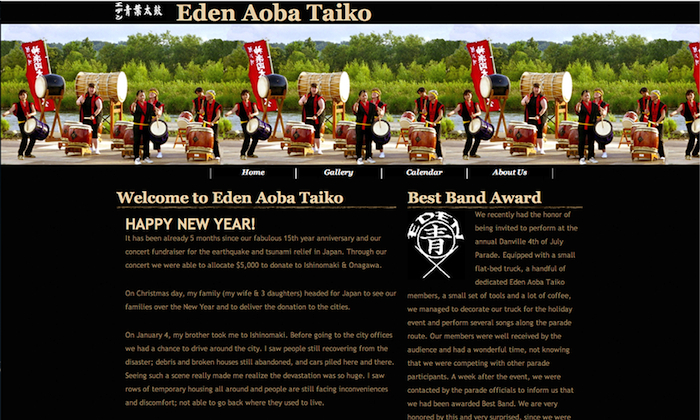 エデン 青葉太鼓 Eden Aoba Taiko
Home | Gallery | Calendar | About Us |
Welcome to Eden Aoba Taiko
HAPPY NEW YEAR!
It has been already 5 months since our fabulous 15th year anniversary and our
concert fundraiser for the earthquake and tsunami relief in Japan. Through our
concert we were able to allocate $5,000 to donate to Ishinomaki & Onagawa.
On Christmas day, my family (my wife & 3 daughters) headed for Japan to see our
families over the New Year and to deliver the donation to the cities.
On January 4, my brother took me to Ishinomaki. Before going to the city offices
we had a chance to drive around the city. I saw people still recovering from the
disaster; debris and broken houses still abandoned, and cars piled here and there.
Seeing such a scene really made me realize the devastation was so huge. I saw
rows of temporary housing all around and people are still facing inconveniences
and discomfort; not able to go back where they used to live.
Best Band Award
EDEN
青
We recently had the honor of
being invited to perform at the
annual Danville 4th of July
Parade. Equipped with a small
flat-bed truck, a handful of
dedicated Eden Aoba Taiko
members, a small set of tools and a lot of coffee,
we managed to decorate our truck for the holiday
event and perform several songs along the parade
route. Our members were well received by the
audience and had a wonderful time, not knowing
that we were competing with other parade
participants. A week after the event, we were
contacted by the parade officials to inform us that
we had been awarded Best Band. We are very
honored by this and very surprised, since we were